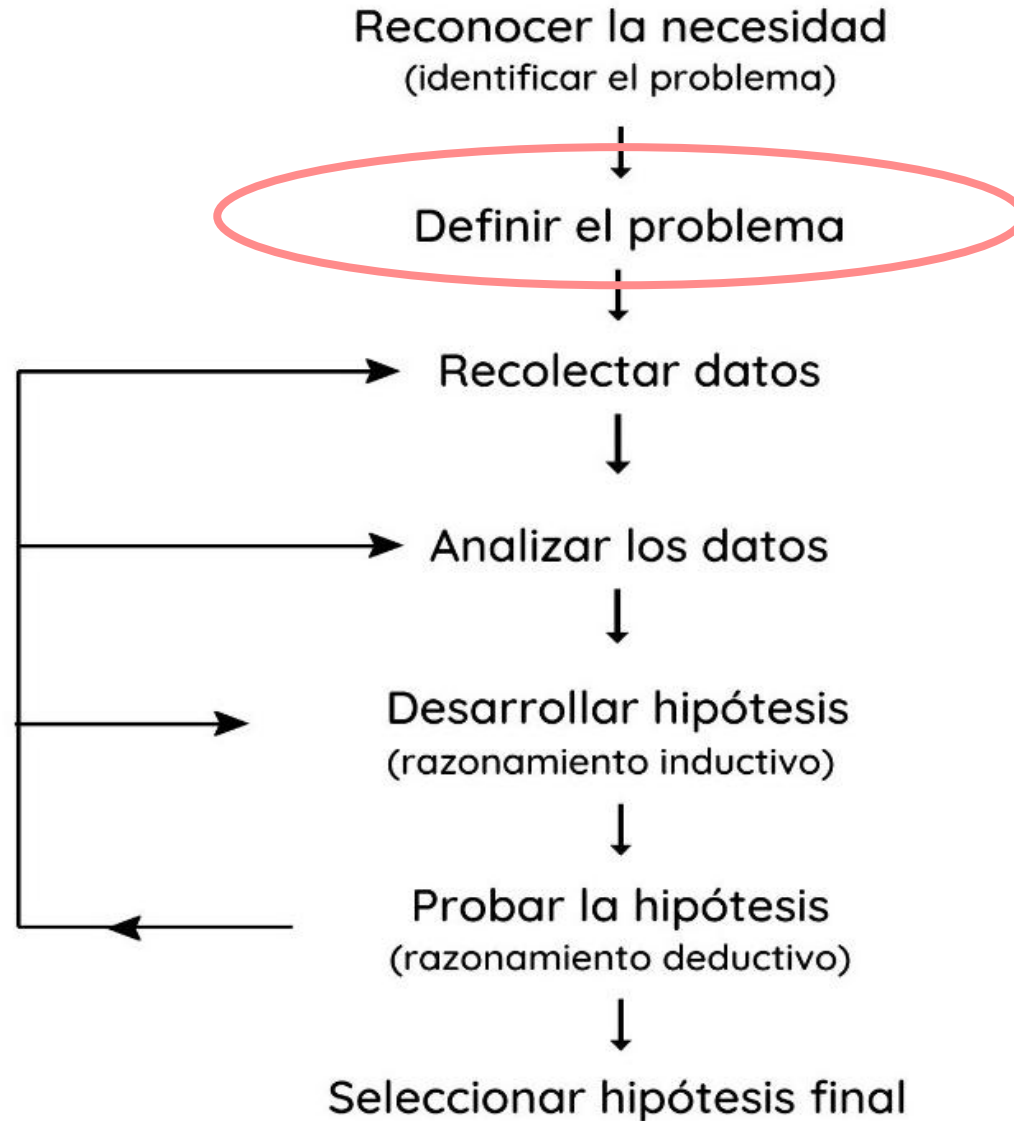 Reconocer la necesidad
(identificar el problema)
Definir el problema
Recolectar datos
Analizar los datos
Desarrollar hipótesis
(razonamiento inductivo)
Probar la hipótesis
(razonamiento deductivo)
Seleccionar hipótesis final